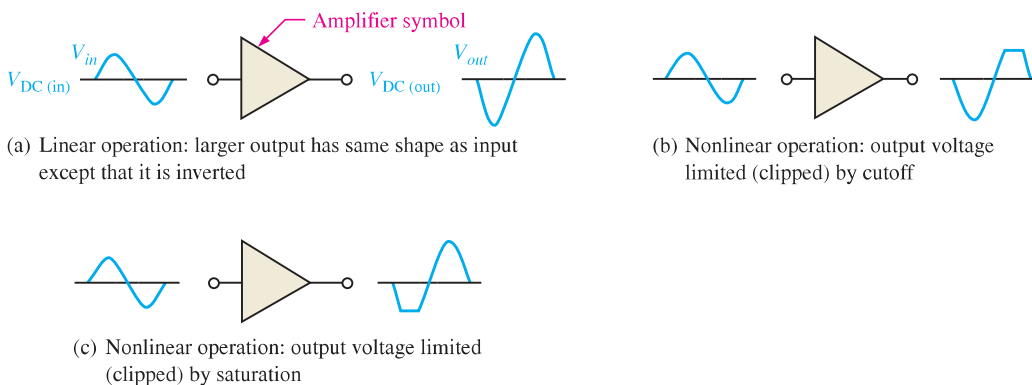 Amplifier symbol
V_in
V_DC (in)
V_out
V_DC (out)
(a) Linear operation: larger output has same shape as input
except that it is inverted
(b) Nonlinear operation: output voltage
limited (clipped) by cutoff
(c) Nonlinear operation: output voltage limited
(clipped) by saturation